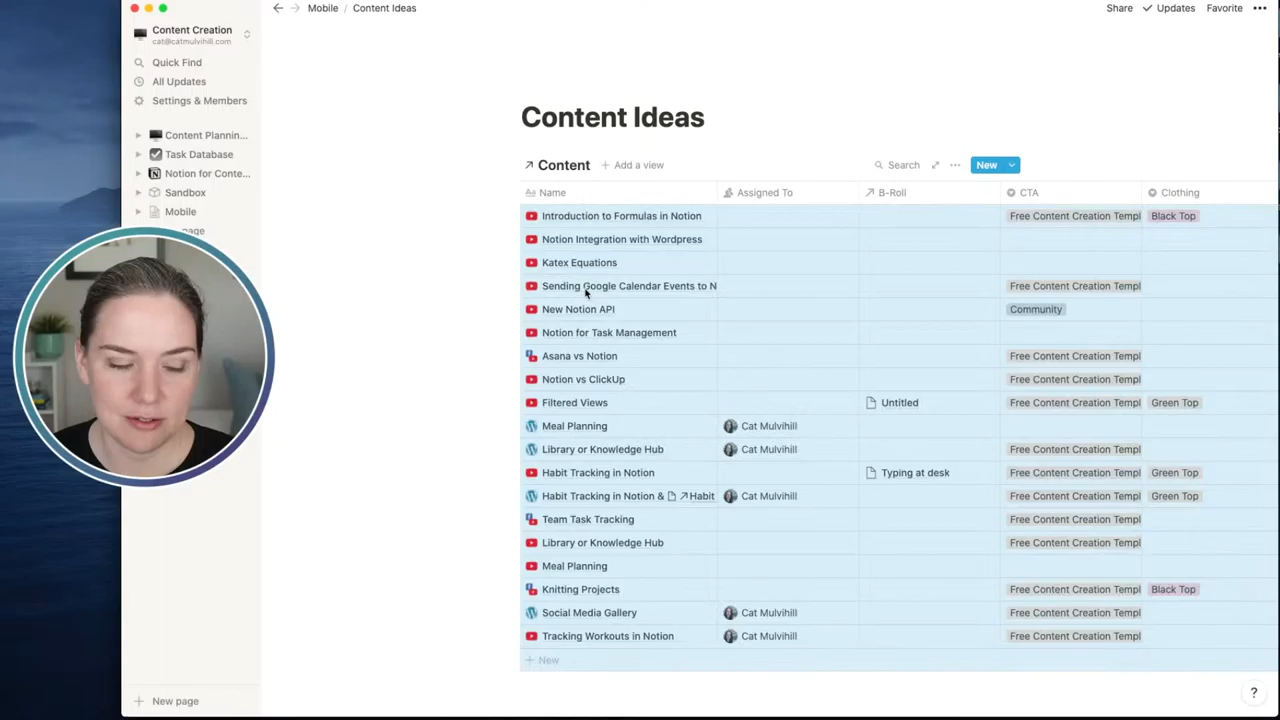 Content Creation
cat@catmulvihill.com
Quick Find
All Updates
Settings & Members
Content Plannin...
Task Database
Notion for Conte...
Sandbox
Mobile
page
New page
Mobile / Content Ideas
Share Updates Favorite •••
Content Ideas
↗ Content + Add a view Search ••• New
Name Assigned To B-Roll CTA Clothing
Introduction to Formulas in Notion Free Content Creation Templ Black Top
Notion Integration with Wordpress
Katex Equations
Sending Google Calendar Events to N Free Content Creation Templ
New Notion API Community
Notion for Task Management
Asana vs Notion Free Content Creation Templ
Notion vs ClickUp Free Content Creation Templ
Filtered Views Untitled Free Content Creation Templ Green Top
Meal Planning Cat Mulvihill
Library or Knowledge Hub Cat Mulvihill Free Content Creation Templ
Habit Tracking in Notion Typing at desk Free Content Creation Templ Green Top
Habit Tracking in Notion & ↗Habit Cat Mulvihill Free Content Creation Templ Green Top
Team Task Tracking Free Content Creation Templ
Library or Knowledge Hub Free Content Creation Templ
Meal Planning
Knitting Projects Free Content Creation Templ Black Top
Social Media Gallery Cat Mulvihill Free Content Creation Templ
Tracking Workouts in Notion Cat Mulvihill Free Content Creation Templ
+ New
?